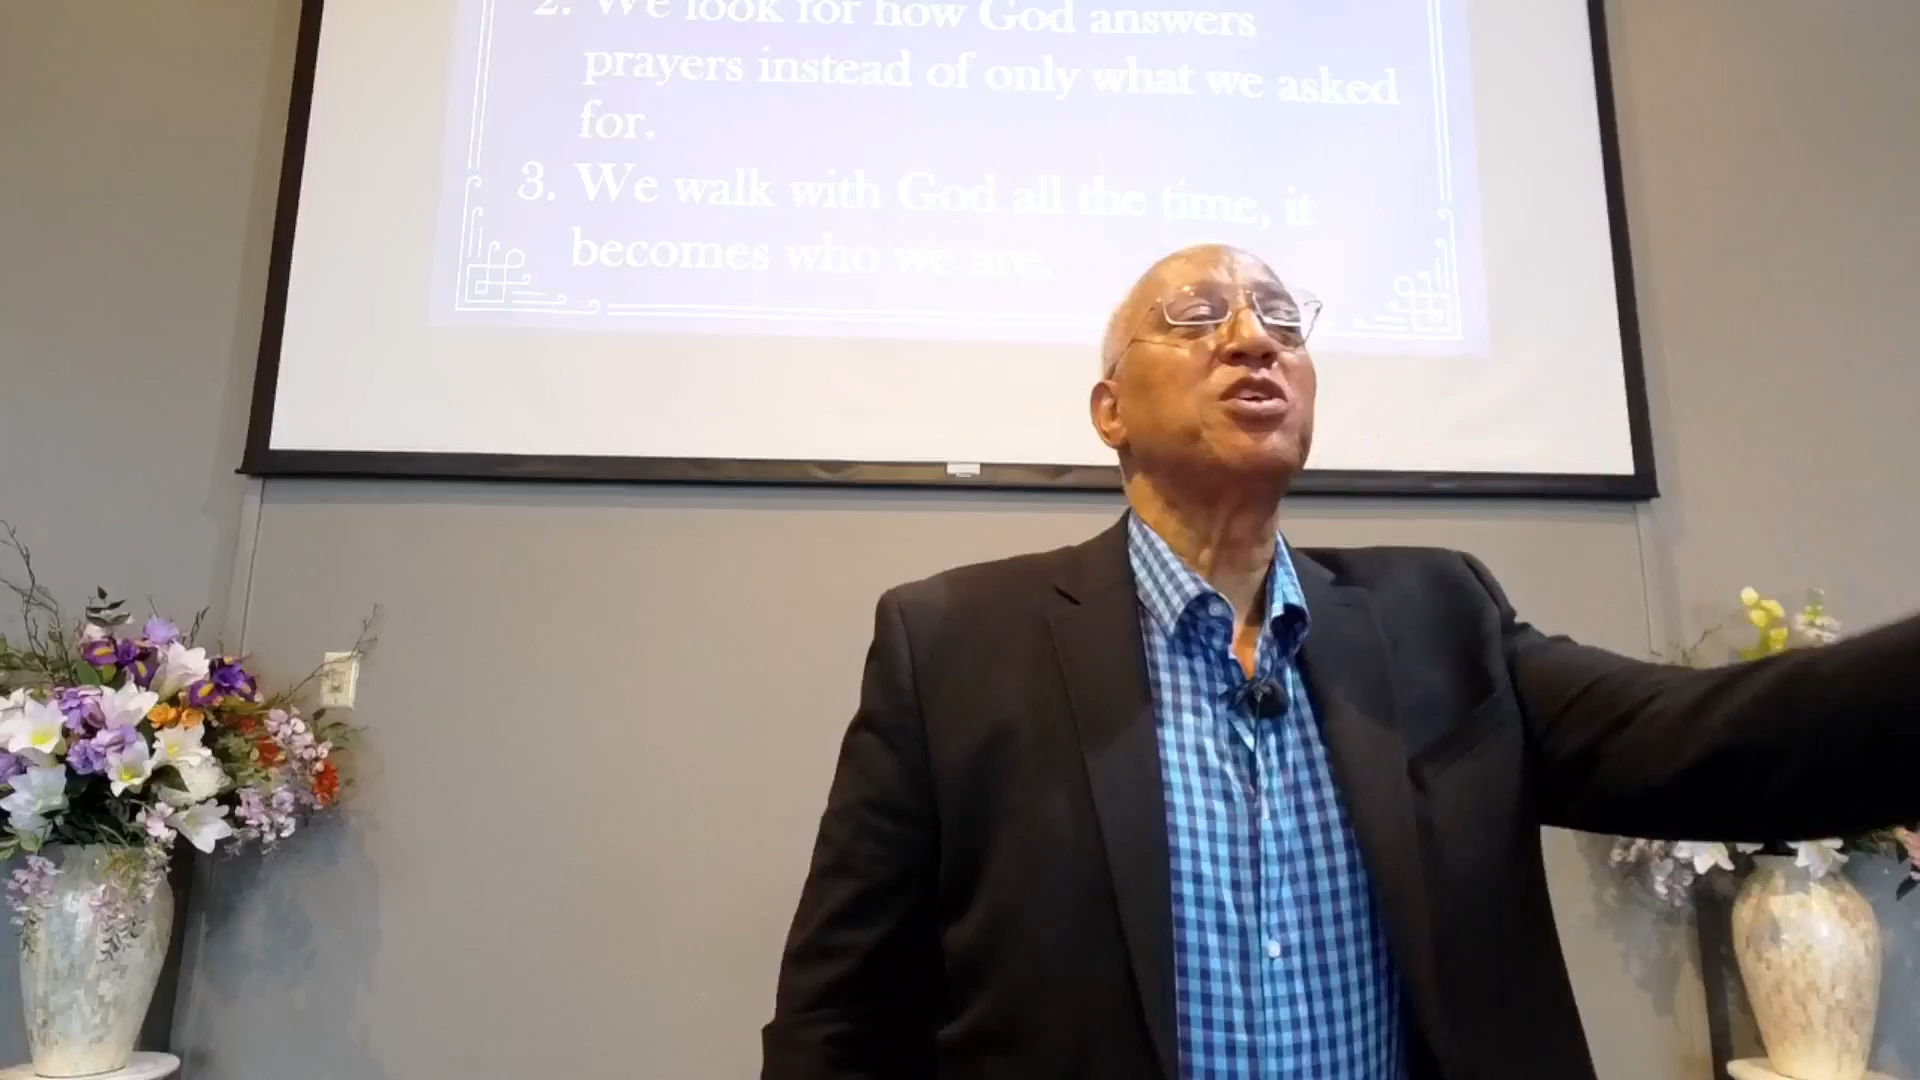 2. We look for how God answers
prayers instead of only what we asked
for.
3. We walk with God all the time, it
becomes who we are.